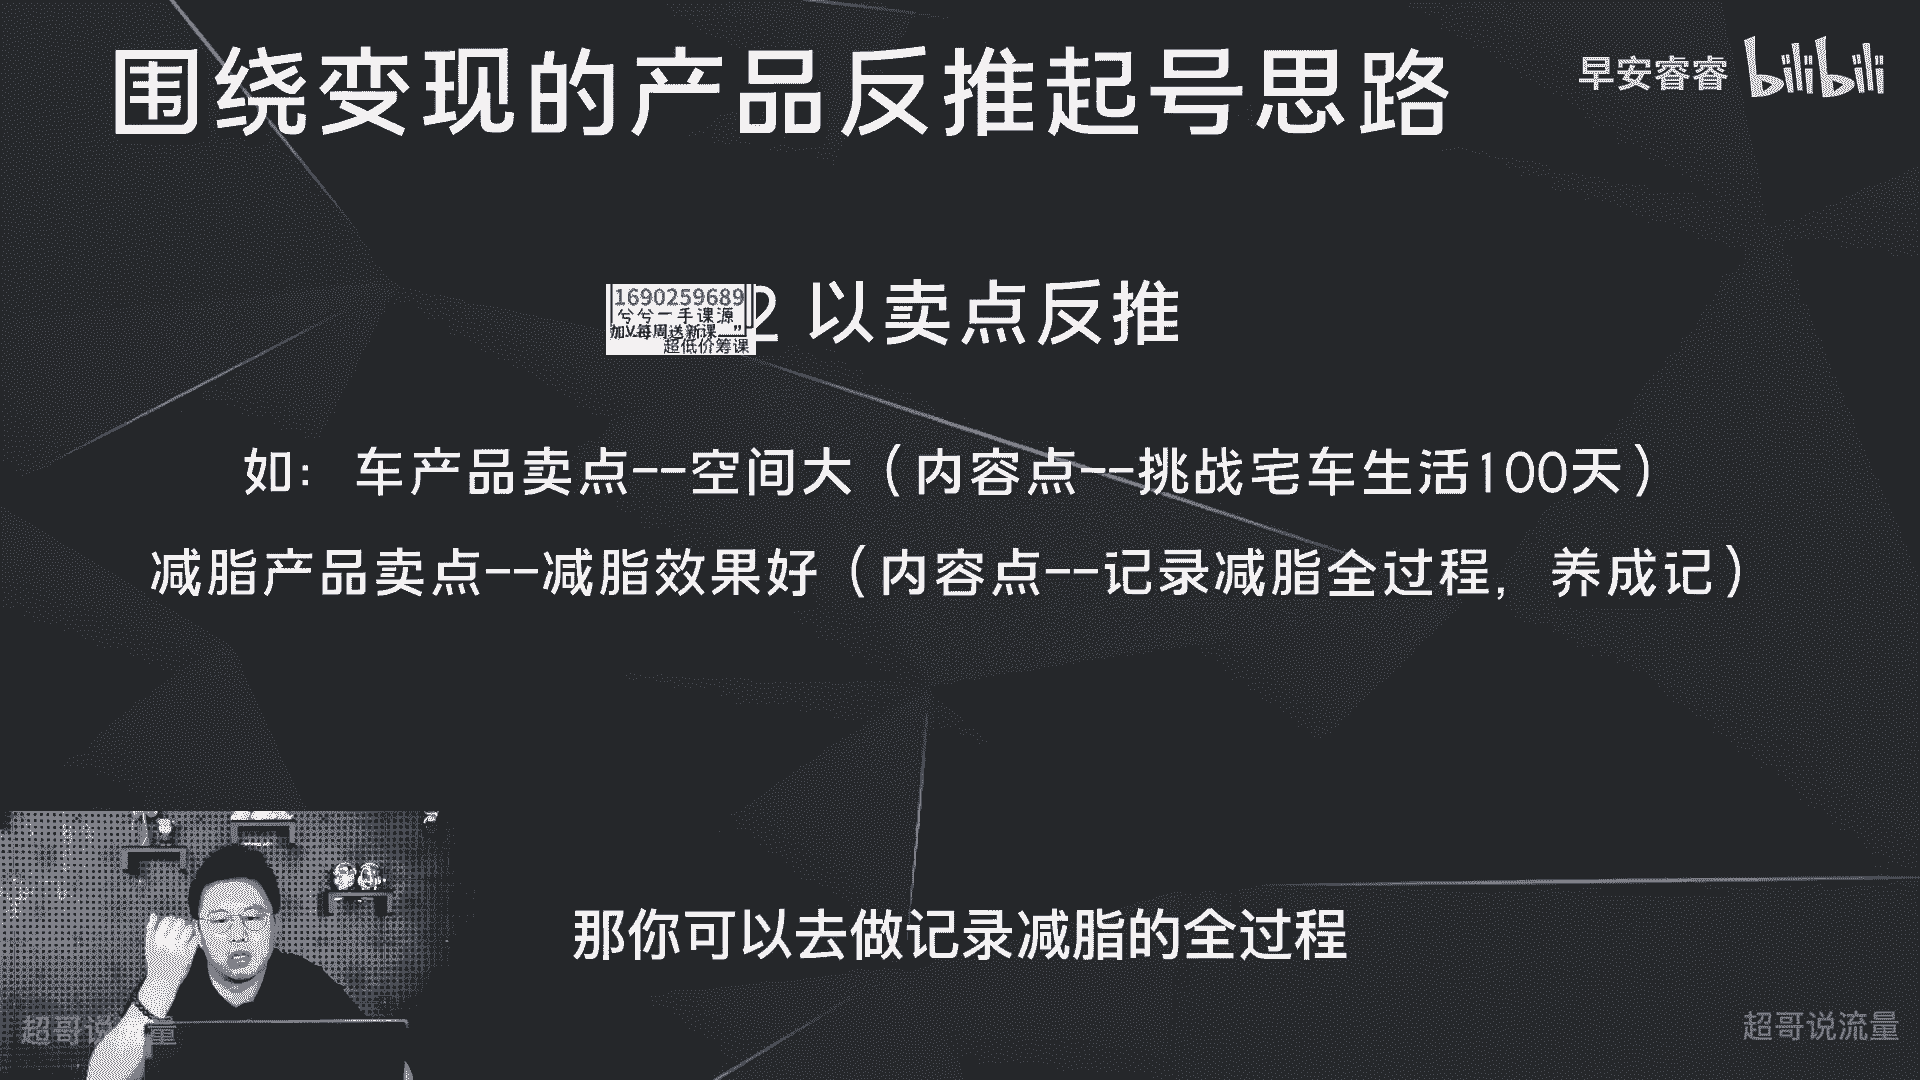 围绕变现的产品反推起号思路
早安睿睿 bilibili
1690259689
兮兮一手课源
加V每周送新课
超低价筹课
2 以卖点反推
如：车产品卖点--空间大（内容点--挑战宅车生活100天）
减脂产品卖点--减脂效果好（内容点--记录减脂全过程，养成记）
那你可以去做记录减脂的全过程
超哥说流量
超哥说流量